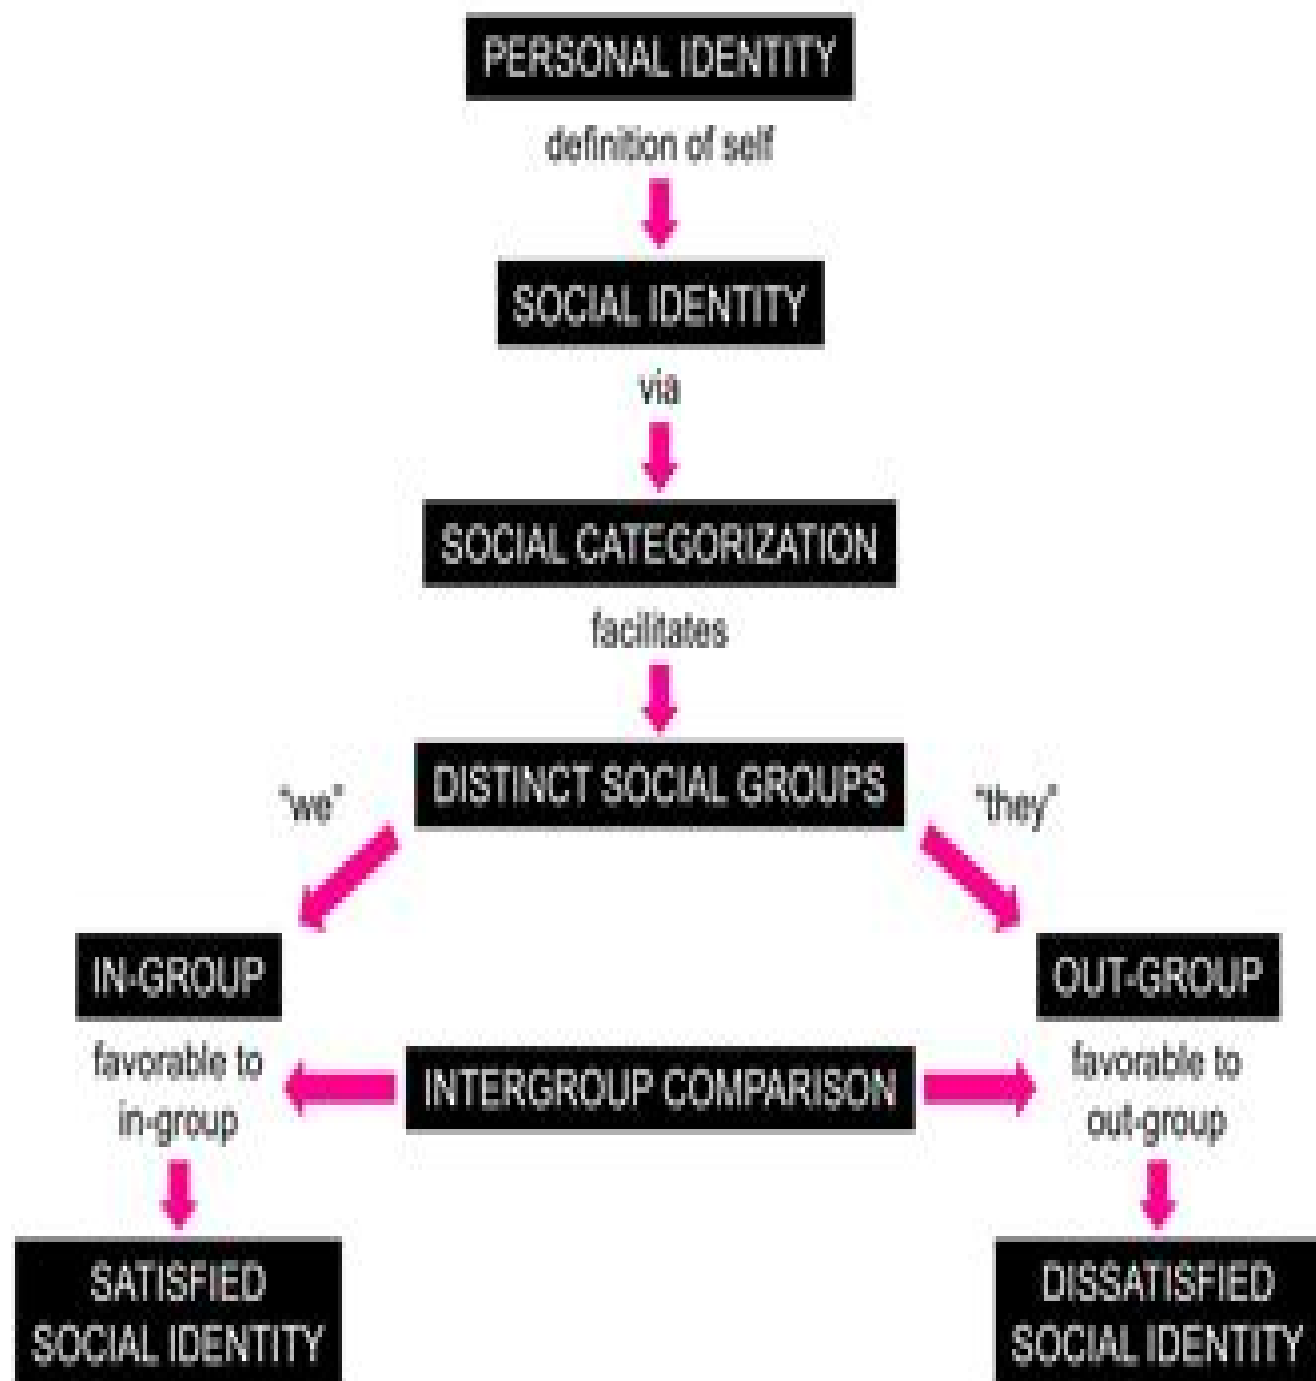 PERSONAL IDENTITY
definition of self
SOCIAL IDENTITY
via
SOCIAL CATEGORIZATION
facilitates
DISTINCT SOCIAL GROUPS
"we"
"they"
IN-GROUP
OUT-GROUP
favorable to
in-group
INTERGROUP COMPARISON
favorable to
out-group
SATISFIED
SOCIAL IDENTITY
DISSATISFIED
SOCIAL IDENTITY